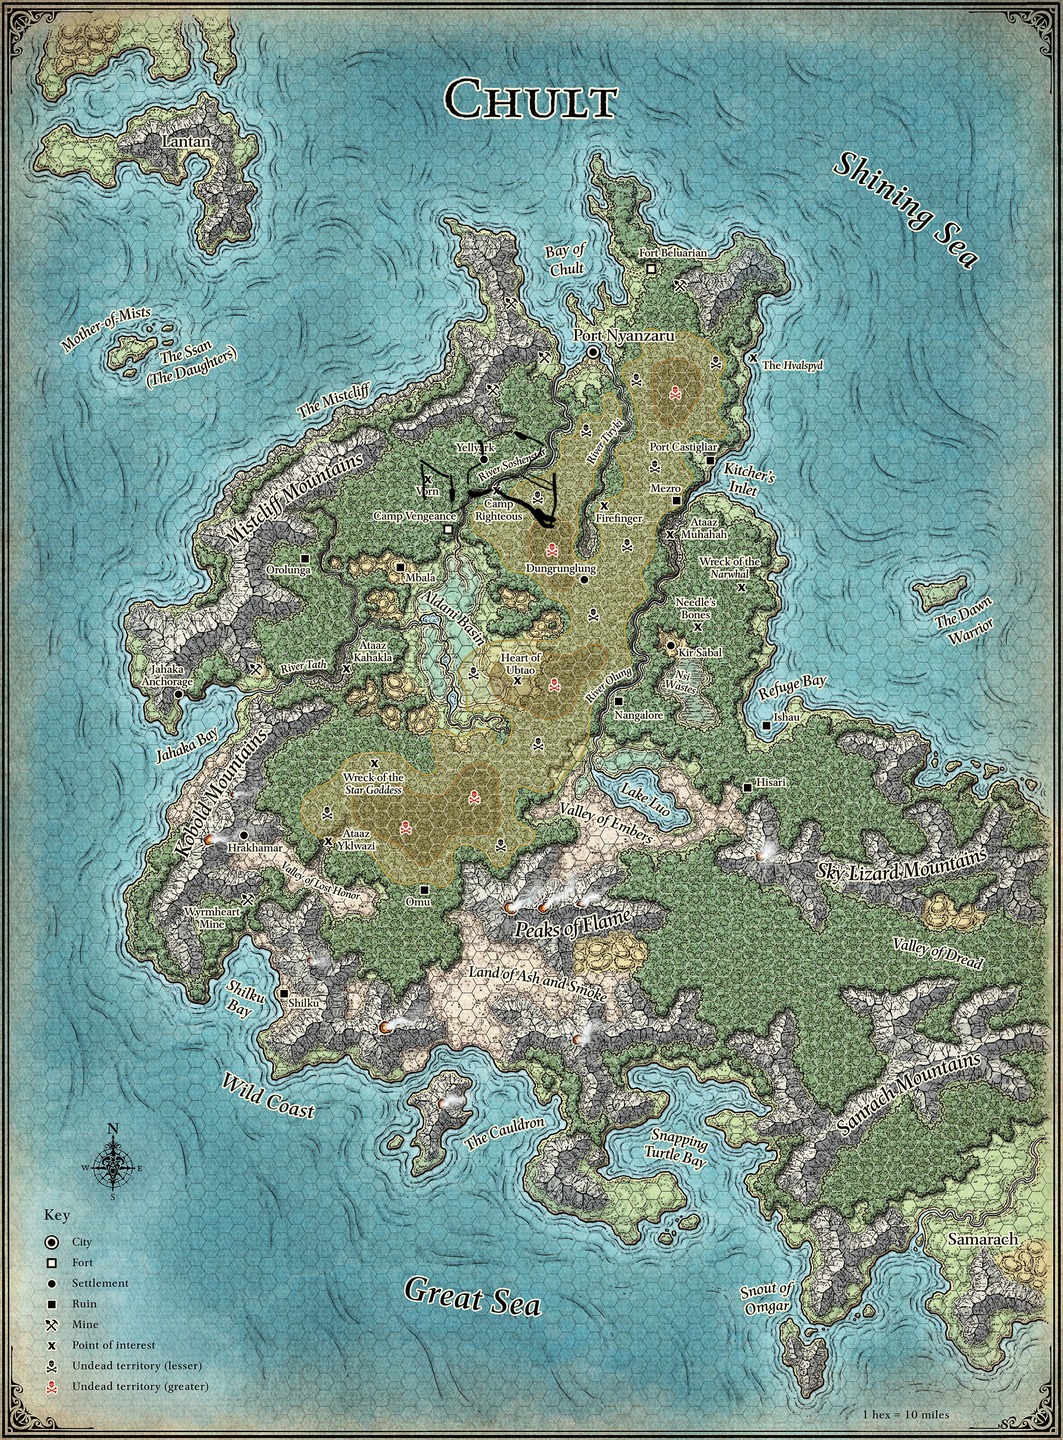 CHULT
Lantan
Shining Sea
Bay of
Chult
Fort Beluarian
Mother-of-Mists
The Ssan
(The Daughters)
Port Nyanzaru
The Hvalspyd
The Mistcliff
River Tiryki
Yellyark
River Soshenstar
Port Castigliar
Kitcher's
Inlet
Mistcliff Mountains
Vorn
Mezro
Camp Vengeance
Camp
Righteous
Firefinger
Ataaz
Muhahah
Orolunga
Mbala
Dungrunglung
Wreck of the
Narwhal
Aldani Basin
Needle's
Bones
The Dawn
Warrior
Ataaz
Kahakla
Heart of
Ubtao
Kir Sabal
Jahaka
Anchorage
River Tath
River Olung
Nsi
Wastes
Refuge Bay
Nangalore
Ishau
Jahaka Bay
Kobold Mountains
Wreck of the
Star Goddess
Hisari
Lake Luo
Valley of Embers
Hrakhamar
Ataaz
Yklwazi
Sky Lizard Mountains
Valley of Lost Honor
Omu
Wyrmheart
Mine
Peaks of Flame
Valley of Dread
Land of Ash and Smoke
Shilku
Bay
Shilku
Sanrach Mountains
Wild Coast
The Cauldron
Snapping
Turtle Bay
N
W
E
S
Key
City
Fort
Settlement
Ruin
Mine
Point of interest
Undead territory (lesser)
Undead territory (greater)
Great Sea
Samarach
Snout of
Omgar
1 hex = 10 miles